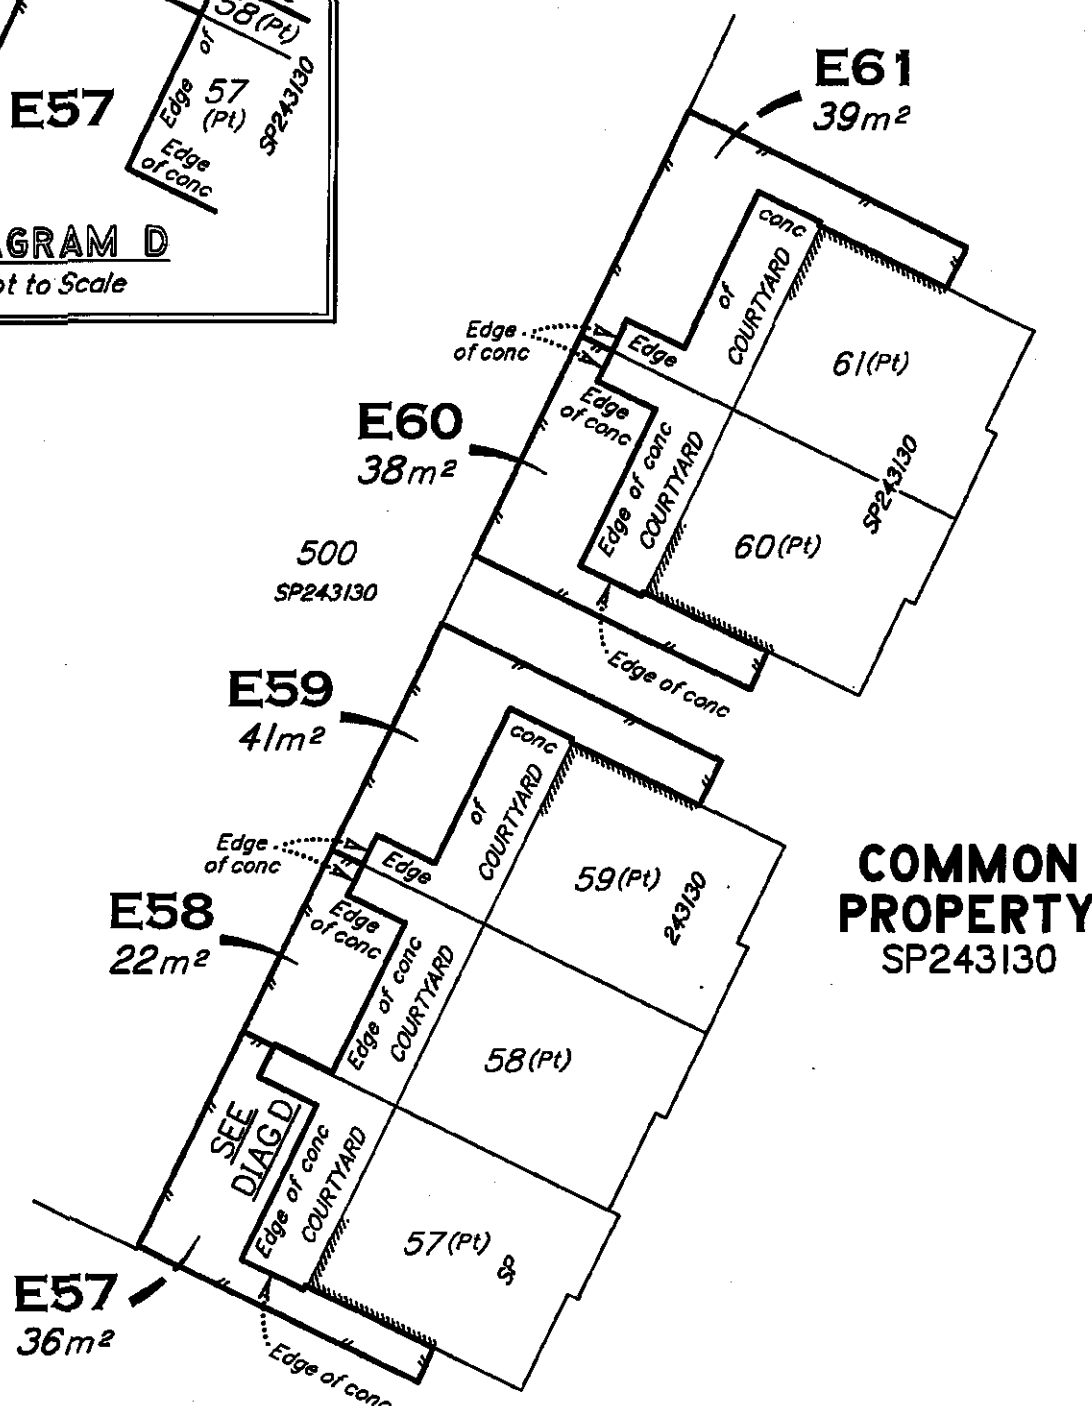 58(Pt)
of
Edge
57
(Pt)
SP243130
E57
Edge
of conc
AGRAM D
ot to Scale
E61
39m²
conc
of
COURTYARD
Edge
of conc
Edge
61(Pt)
Edge
of conc
E60
38m²
Edge of conc
COURTYARD
SP243130
60(Pt)
500
SP243130
Edge of conc
E59
41m²
conc
of
COURTYARD
Edge
of conc
Edge
59(Pt)
243130
COMMON
PROPERTY
SP243130
E58
22m²
Edge
of conc
Edge of conc
COURTYARD
58(Pt)
SEE
DIAG D
Edge of conc
COURTYARD
57(Pt)
SP
E57
36m²
Edge of conc